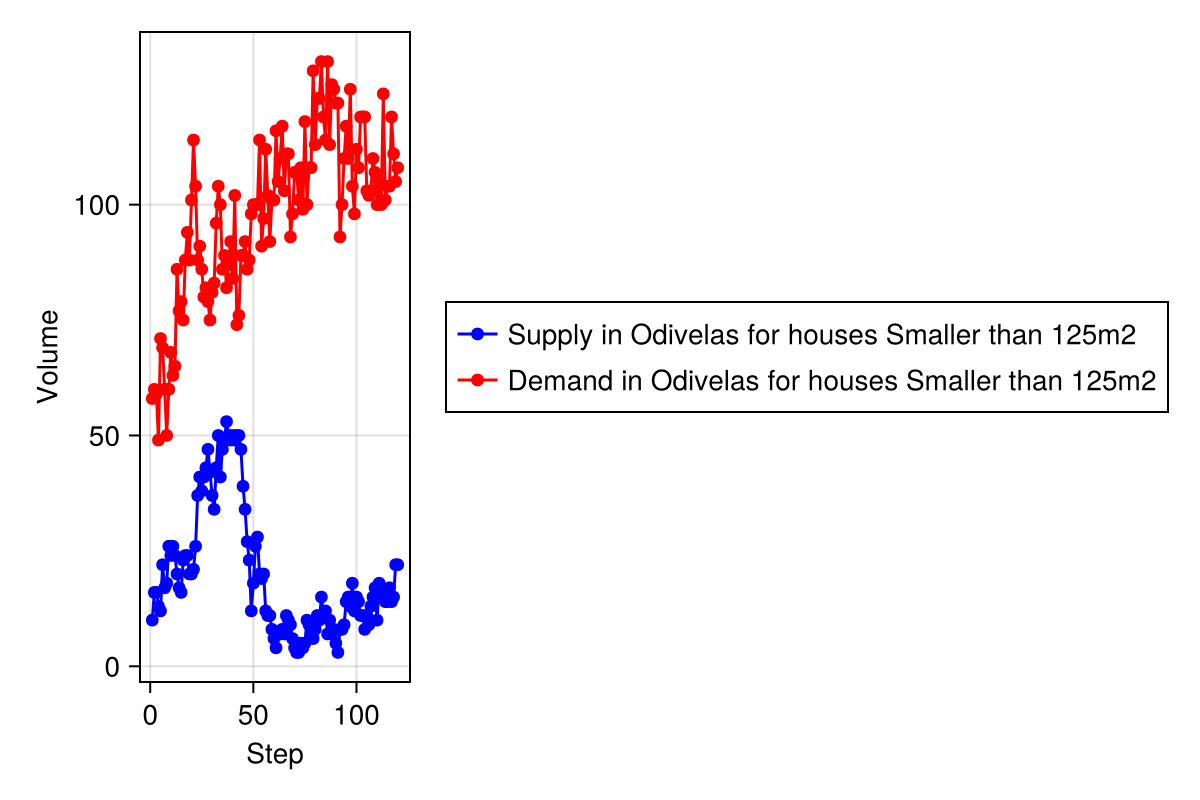 100
50
0
Volume
0 50 100
Step
Supply in Odivelas for houses Smaller than 125m2
Demand in Odivelas for houses Smaller than 125m2